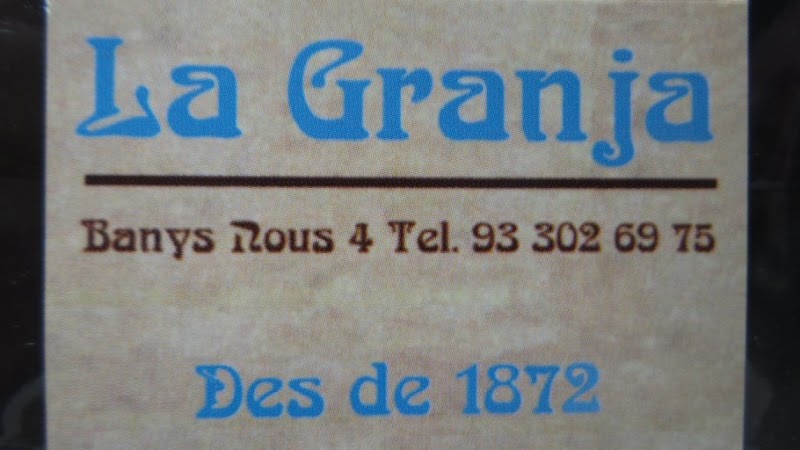 La Granja
Banys Nous 4 Tel. 93 302 69 75
Des de 1872